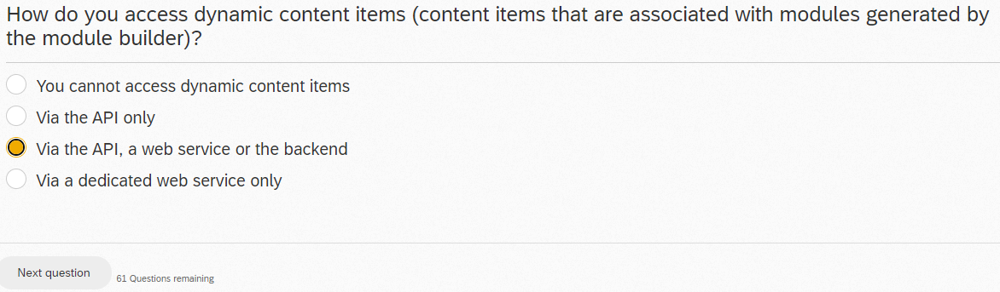 How do you access dynamic content items (content items that are associated with modules generated by
the module builder)?
You cannot access dynamic content items
Via the API only
Via the API, a web service or the backend
Via a dedicated web service only
Next question
61 Questions remaining